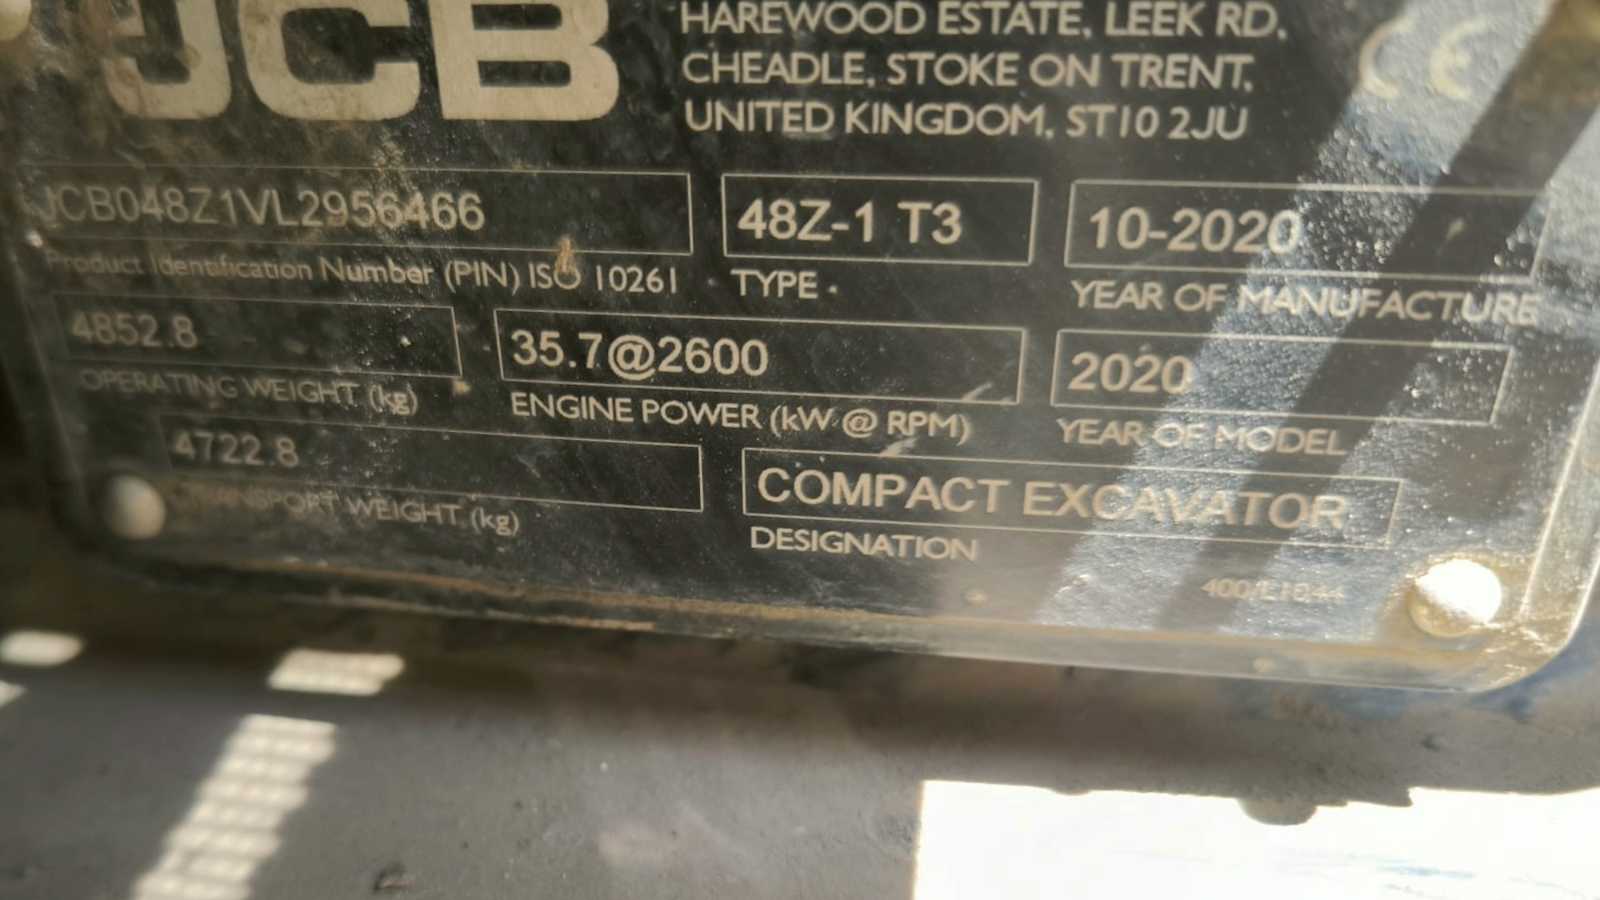 JCB
HAREWOOD ESTATE, LEEK RD,
CHEADLE, STOKE ON TRENT,
UNITED KINGDOM, ST10 2JU
CE
JCB048Z1VL2956466
Product Identification Number (PIN) ISO 10261
48Z-1 T3
TYPE
10-2020
YEAR OF MANUFACTURE
4852.8
OPERATING WEIGHT (kg)
35.7@2600
ENGINE POWER (kW @ RPM)
2020
YEAR OF MODEL
4722.8
TRANSPORT WEIGHT (kg)
COMPACT EXCAVATOR
DESIGNATION